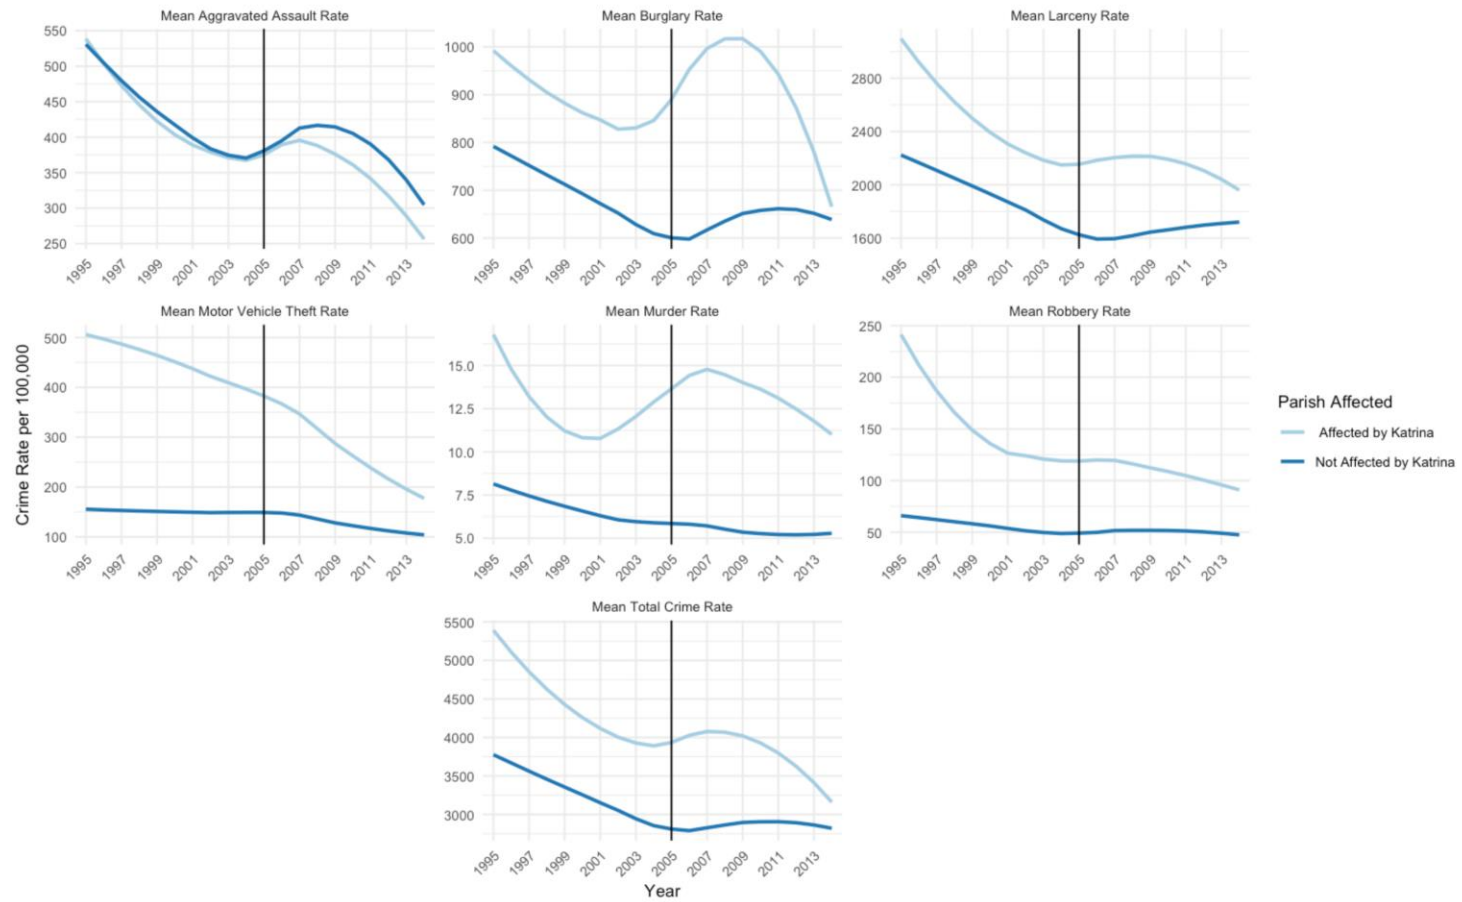 Mean Aggravated Assault Rate
550
500
450
400
350
300
250
1995 1997 1999 2001 2003 2005 2007 2009 2011 2013
Mean Burglary Rate
1000
900
800
700
600
1995 1997 1999 2001 2003 2005 2007 2009 2011 2013
Mean Larceny Rate
2800
2400
2000
1600
1995 1997 1999 2001 2003 2005 2007 2009 2011 2013
Mean Motor Vehicle Theft Rate
500
400
300
200
100
1995 1997 1999 2001 2003 2005 2007 2009 2011 2013
Mean Murder Rate
15.0
12.5
10.0
7.5
5.0
1995 1997 1999 2001 2003 2005 2007 2009 2011 2013
Mean Robbery Rate
250
200
150
100
50
1995 1997 1999 2001 2003 2005 2007 2009 2011 2013
Mean Total Crime Rate
5500
5000
4500
4000
3500
3000
1995 1997 1999 2001 2003 2005 2007 2009 2011 2013
Crime Rate per 100,000
Year
Parish Affected
Affected by Katrina
Not Affected by Katrina